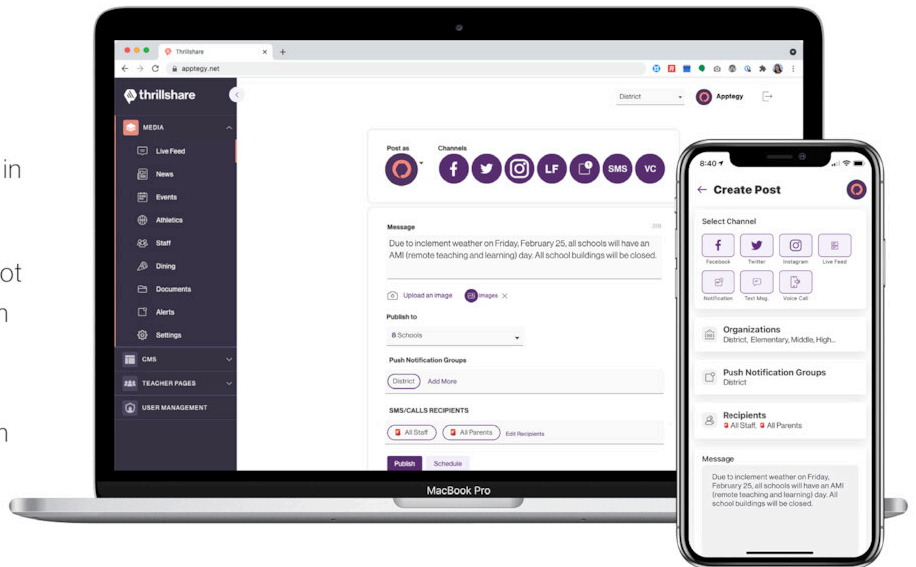 in
ot
Thrillshare
apptegy.net
thrillshare
District
Apptegy
MEDIA
Live Feed
News
Events
Athletics
Staff
Dining
Documents
Alerts
Settings
CMS
TEACHER PAGES
USER MANAGEMENT
Post as
Channels
LF
SMS
VC
Message
Due to inclement weather on Friday, February 25, all schools will have an
AMI (remote teaching and learning) day. All school buildings will be closed.
Upload an image
Images
Publish to
8 Schools
Push Notification Groups
District
Add More
SMS/CALLS RECIPIENTS
All Staff
All Parents
Edit Recipients
Publish
Schedule
MacBook Pro
8:40
Create Post
Select Channel
Facebook
Twitter
Instagram
Live Feed
Notification
Text Msg.
Voice Call
Organizations
District, Elementary, Middle, High...
Push Notification Groups
District
Recipients
All Staff, All Parents
Message
Due to inclement weather on Friday,
February 25, all schools will have an AMI
(remote teaching and learning) day. All
school buildings will be closed.